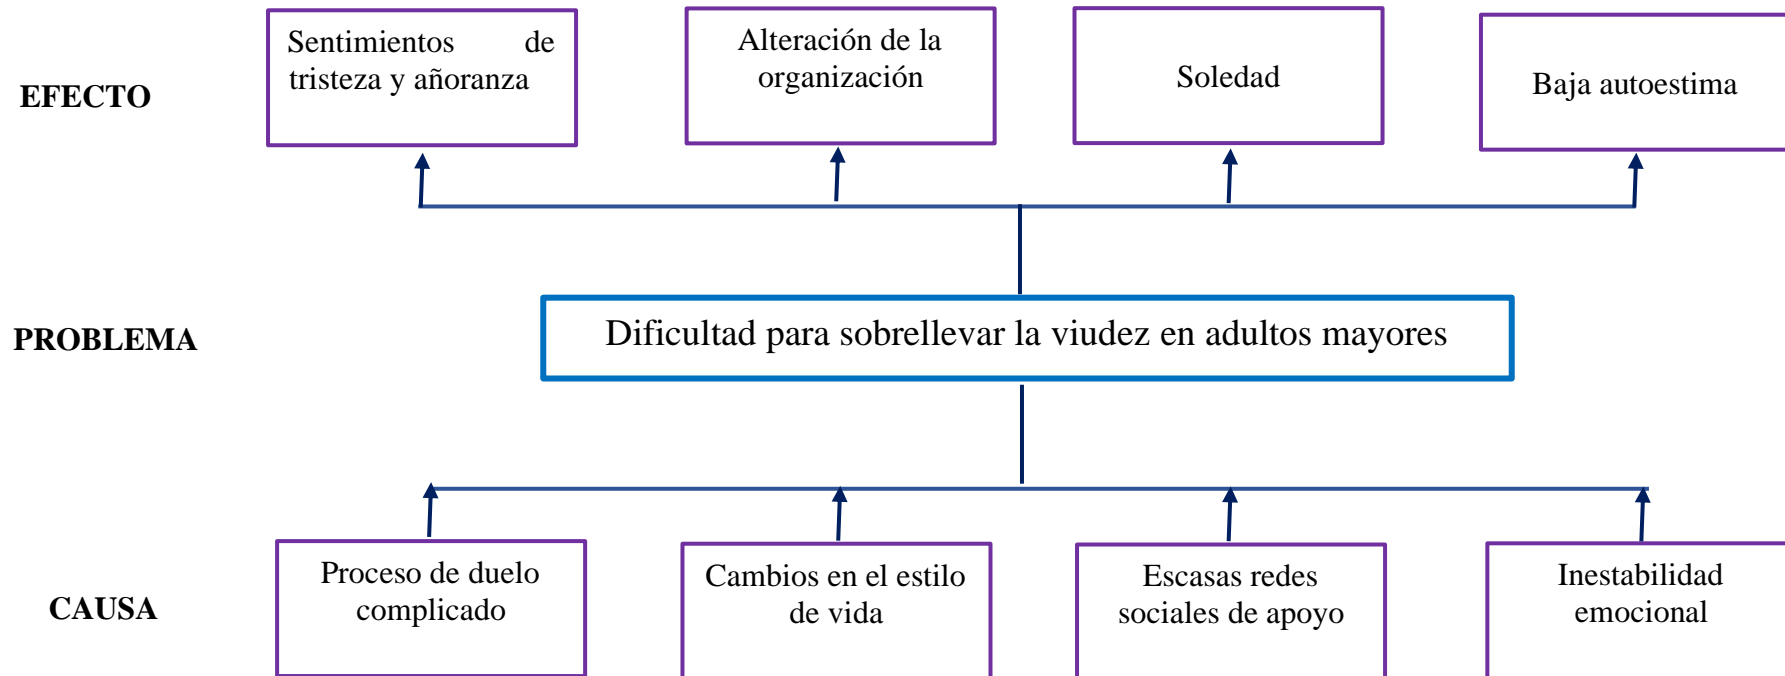 EFECTO
Sentimientos de
tristeza y añoranza
Alteración de la
organización
Soledad
Baja autoestima
PROBLEMA
Dificultad para sobrellevar la viudez en adultos mayores
CAUSA
Proceso de duelo
complicado
Cambios en el estilo
de vida
Escasas redes
sociales de apoyo
Inestabilidad
emocional